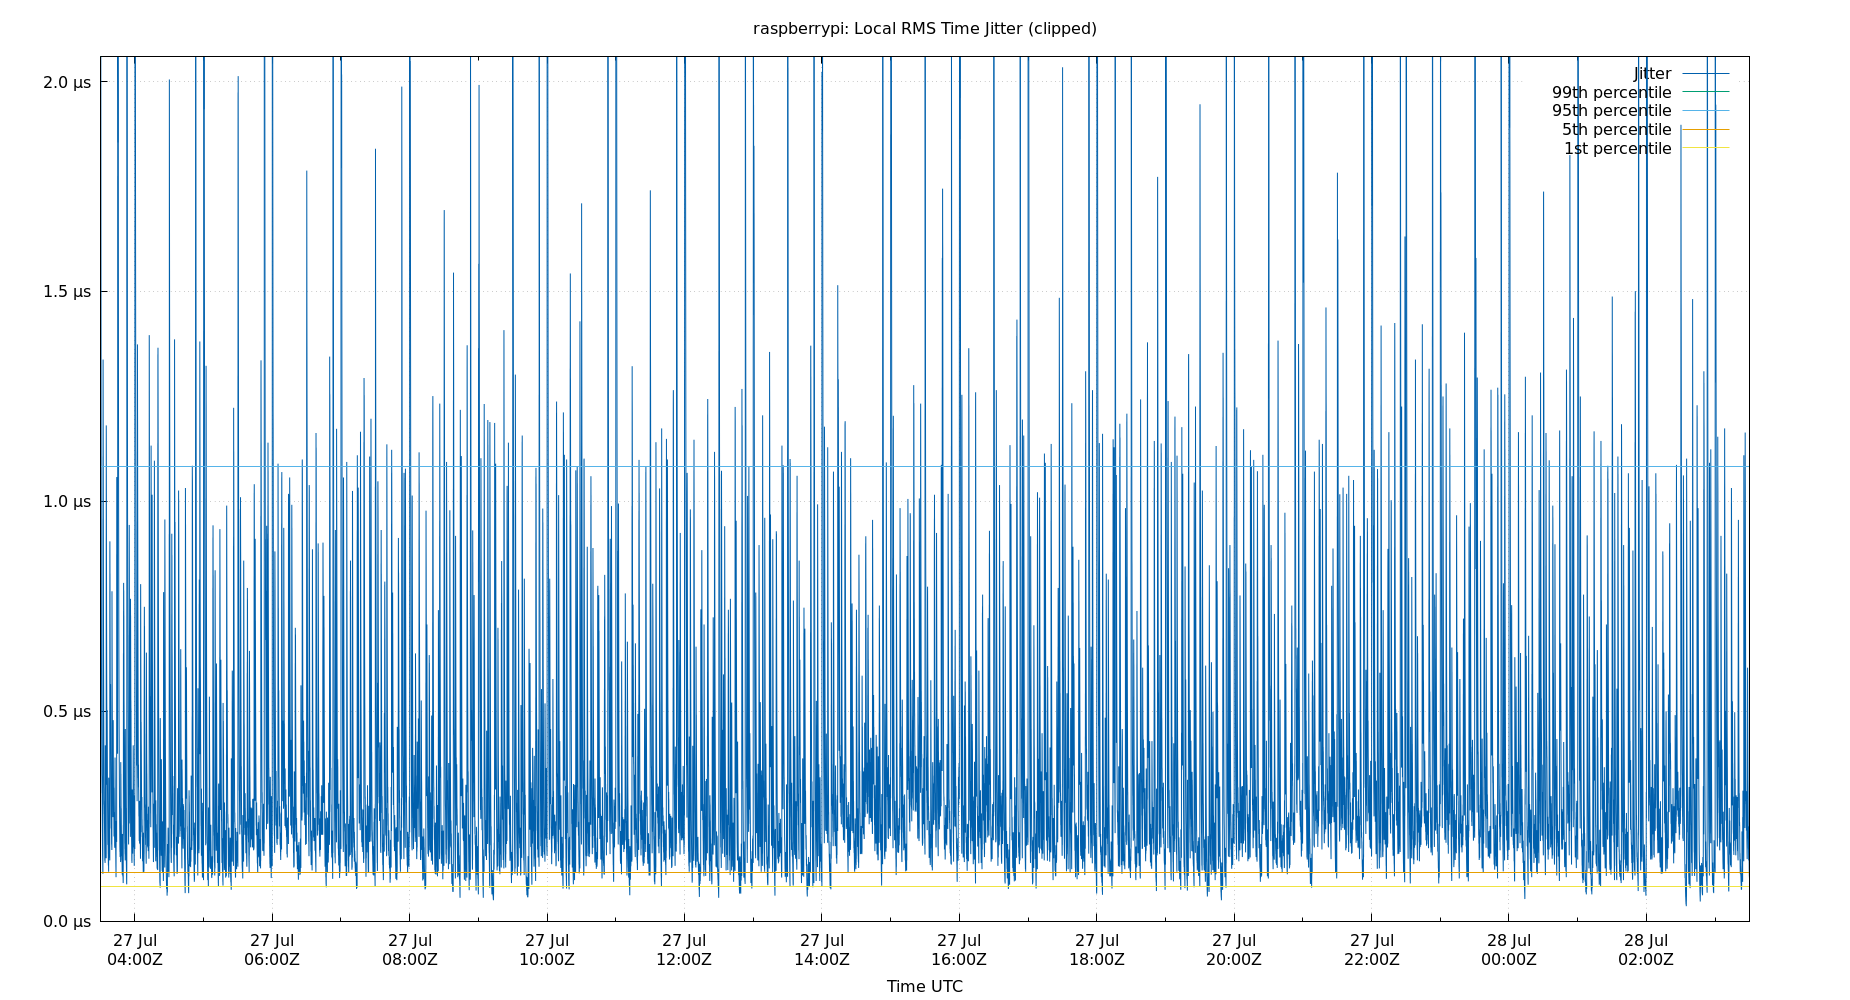 raspberrypi: Local RMS Time Jitter (clipped)
2.0 µs
1.5 µs
1.0 µs
0.5 µs
0.0 µs
Jitter
99th percentile
95th percentile
5th percentile
1st percentile
27 Jul 27 Jul 27 Jul 27 Jul 27 Jul 27 Jul 27 Jul 27 Jul 27 Jul 27 Jul 28 Jul 28 Jul
04:00Z 06:00Z 08:00Z 10:00Z 12:00Z 14:00Z 16:00Z 18:00Z 20:00Z 22:00Z 00:00Z 02:00Z
Time UTC